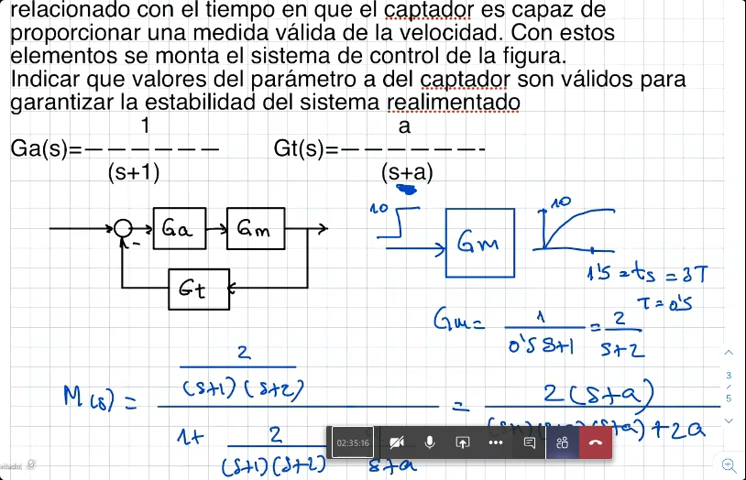 relacionado con el tiempo en que el captador es capaz de
proporcionar una medida válida de la velocidad. Con estos
elementos se monta el sistema de control de la figura.
Indicar que valores del parámetro a del captador son válidos para
garantizar la estabilidad del sistema realimentado
1 a
Ga(s)=— — — — — — Gt(s)=— — — — — -
(s+1) (s+a)
10 10
Ga Gm Gm
-
Gt 1'5 = ts = 3T
T = 0'5
Gm = 1 / 0'5 s+1 = 2 / s+2
M(s) = 2 / (s+1)(s+2) = 2(s+a)
1+ 2 / (s+1)(s+2) s+a (s+a)+2a
3
/
5
02:35:16